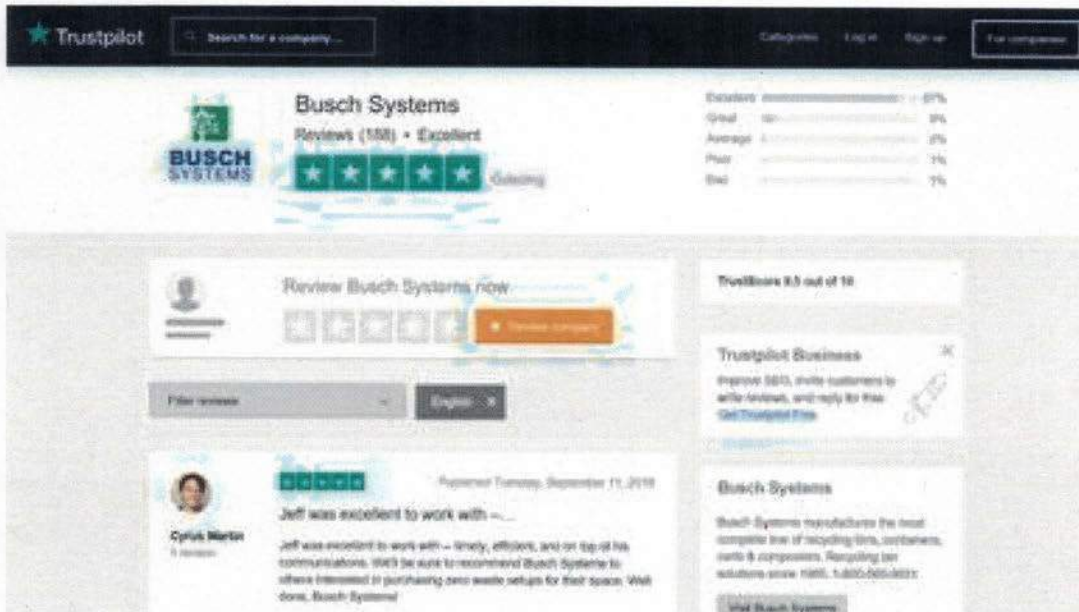 Trustpilot
Search for a company...
Categories Log in Sign up For companies
Busch Systems
Reviews (188) • Excellent
BUSCH
SYSTEMS
Excellent
Great
Average
Poor
Bad
Review Busch Systems now
Review company
TrustScore 9.5 out of 10
Trustpilot Business
Improve SEO, invite customers to
write reviews, and reply for free.
Get Trustpilot Free
Filter reviews
English ×
Cyrus Martin
Published Tuesday, September 11, 2018
Jeff was excellent to work with –...
Jeff was excellent to work with – timely, efficient, and on top of his
communications. We'll be sure to recommend Busch Systems to
others interested in purchasing zero waste setups for their space. Well
done, Busch Systems!
Busch Systems
Busch Systems manufactures the most
complete line of recycling bins, containers,
carts & composters. Recycling bin
solutions since 1985.
Visit Busch Systems